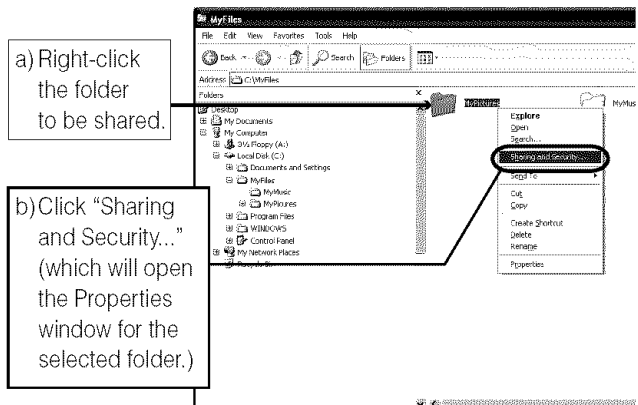 MyFiles
File Edit View Favorites Tools Help
Back Search Folders
Address C:\MyFiles
Folders
Desktop
My Documents
My Computer
3½ Floppy (A:)
Local Disk (C:)
Documents and Settings
MyFiles
MyMusic
MyPictures
Program Files
WINDOWS
Control Panel
My Network Places
MyPictures
MyMus
Explore
Open
Search...
Sharing and Security...
Send To
Cut
Copy
Create Shortcut
Delete
Rename
Properties
a) Right-click
the folder
to be shared.
b) Click “Sharing
and Security...”
(which will open
the Properties
window for the
selected folder.)